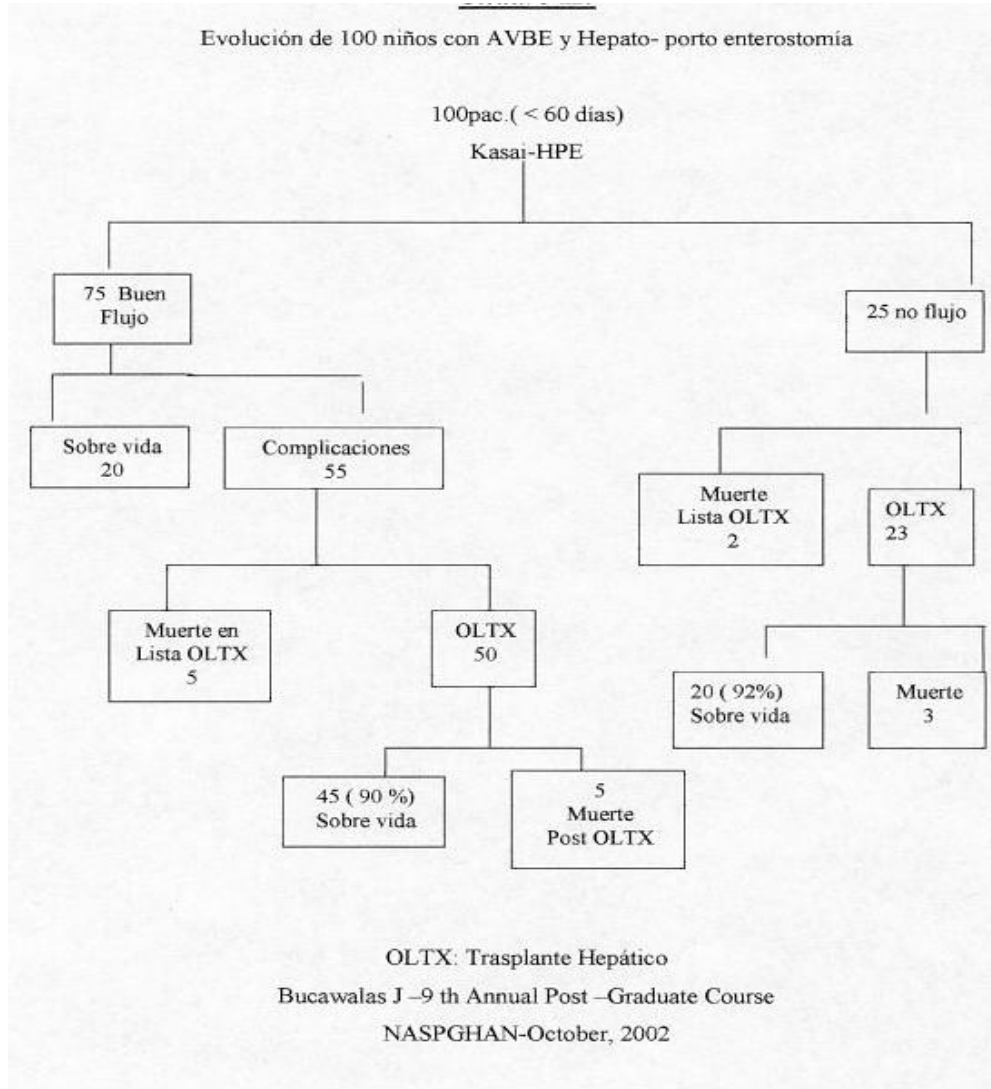 Evolución de 100 niños con AVBE y Hepato- porto enterostomía
100pac.( < 60 días)
Kasai-HPE
75 Buen
Flujo
25 no flujo
Sobre vida
20
Complicaciones
55
Muerte
Lista OLTX
2
OLTX
23
Muerte en
Lista OLTX
5
OLTX
50
20 ( 92%)
Sobre vida
Muerte
3
45 ( 90 %)
Sobre vida
5
Muerte
Post OLTX
OLTX: Trasplante Hepático
Bucawalas J –9 th Annual Post –Graduate Course
NASPGHAN-October, 2002